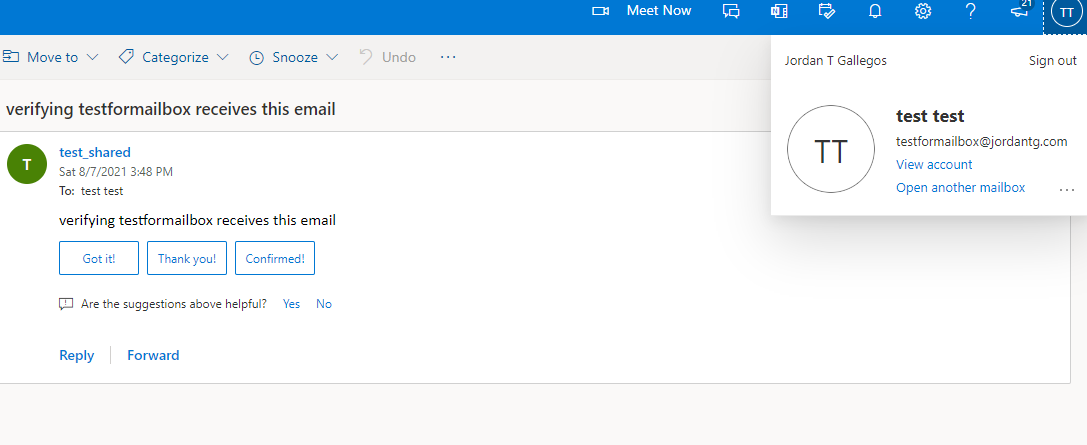 Meet Now
21
TT
Move to
Categorize
Snooze
Undo
Jordan T Gallegos
Sign out
TT
test test
testformailbox@jordantg.com
View account
Open another mailbox
verifying testformailbox receives this email
T
test_shared
Sat 8/7/2021 3:48 PM
To: test test
verifying testformailbox receives this email
Got it!
Thank you!
Confirmed!
Are the suggestions above helpful? Yes No
Reply
Forward